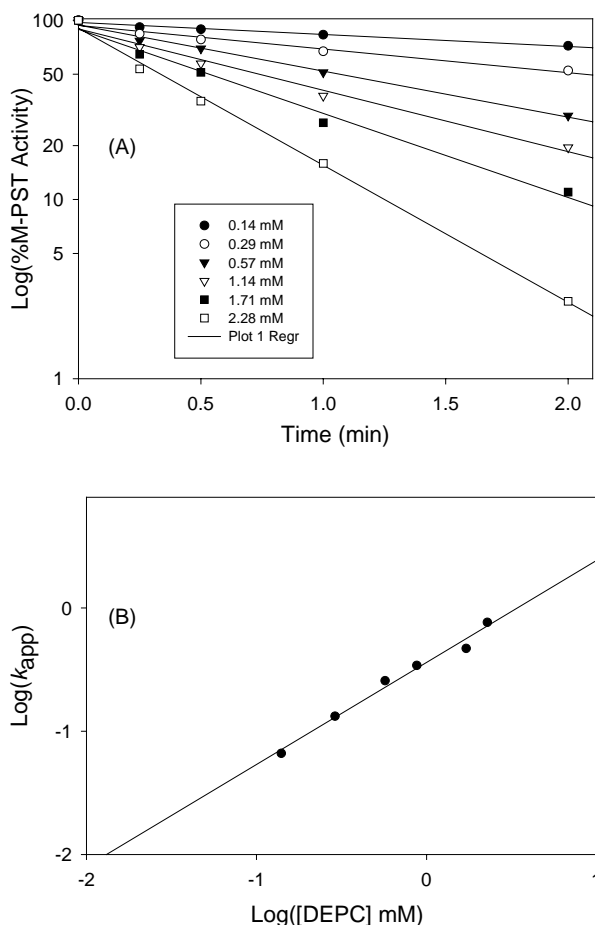 100
50
20
10
5
1
Log(%M-PST Activity)
(A)
0.14 mM
0.29 mM
0.57 mM
1.14 mM
1.71 mM
2.28 mM
Plot 1 Regr
0.0 0.5 1.0 1.5 2.0
Time (min)
0
-1
-2
Log(kapp)
(B)
-2 -1 0 1
Log([DEPC] mM)